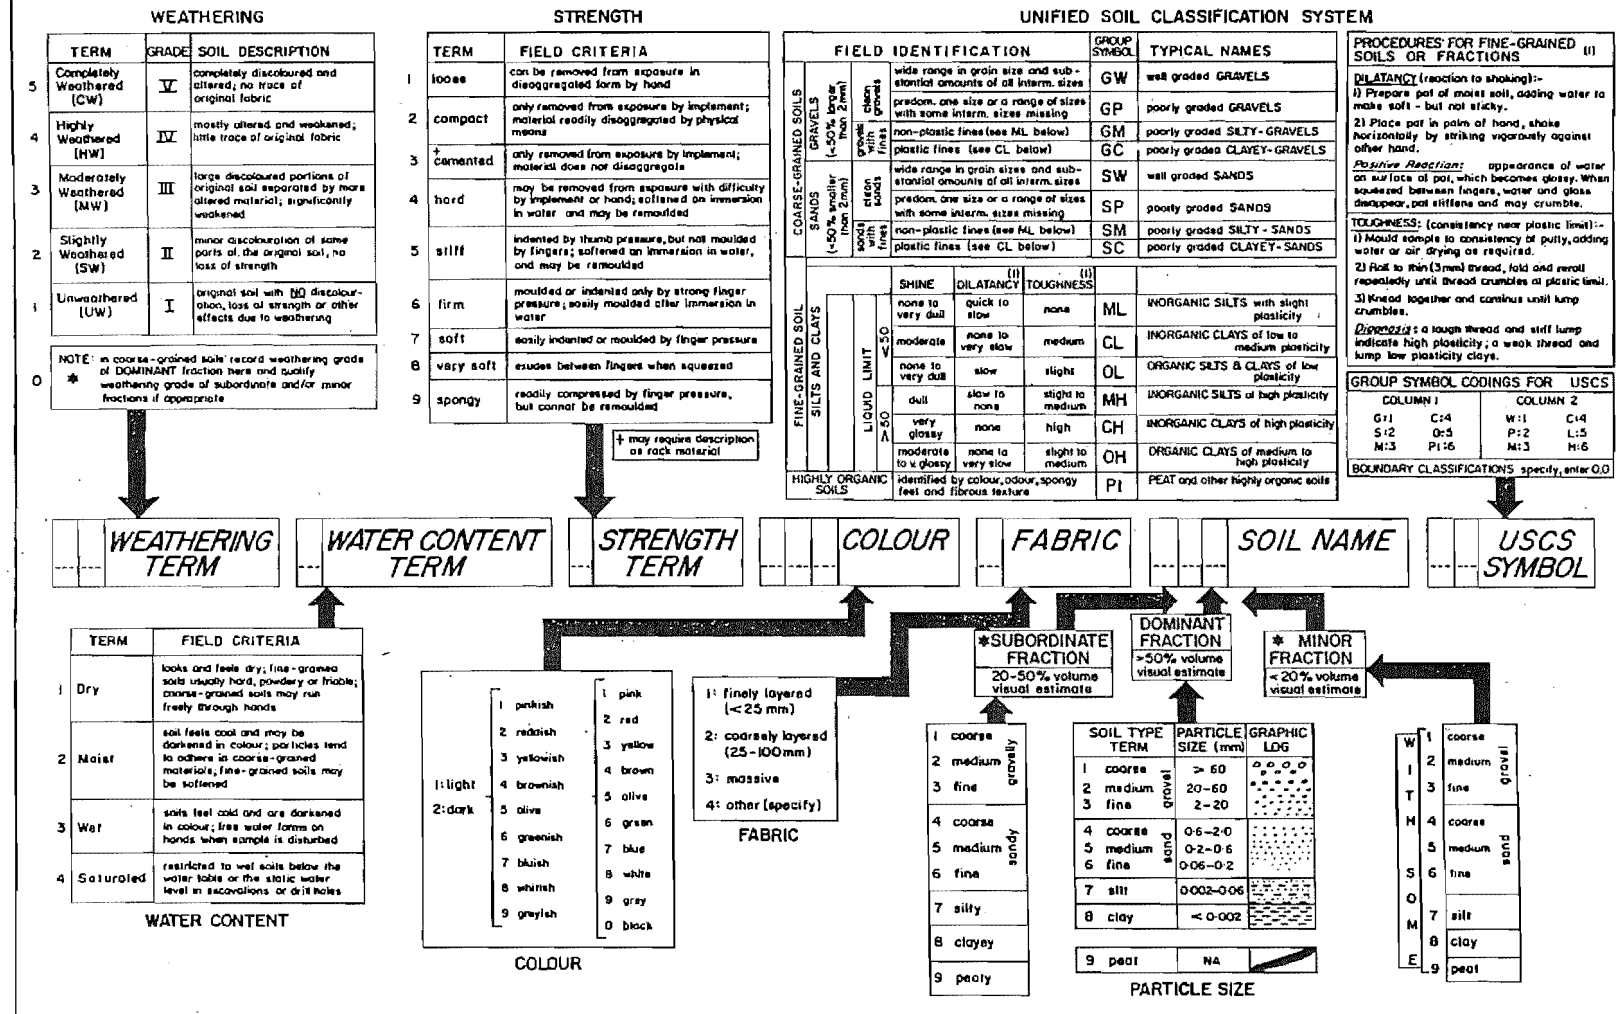 WEATHERING
TERM GRADE SOIL DESCRIPTION
5 Completely Weathered (CW) V completely discoloured and
altered; no trace of
original fabric
4 Highly Weathered (HW) IV mostly altered and weakened;
little trace of original fabric
3 Moderately Weathered (MW) III large discoloured portions of
original soil separated by more
altered material; significantly
weakened
2 Slightly Weathered (SW) II minor discolouration of some
parts of the original soil, no
loss of strength
1 Unweathered (UW) I original soil with NO discolour-
ation, loss of strength or other
effects due to weathering
0 * NOTE: in coarse-grained soils record weathering grade
of DOMINANT fraction here and qualify
weathering grade of subordinate and/or minor
fractions if appropriate
STRENGTH
TERM FIELD CRITERIA
1 loose can be removed from exposure in
disaggregated form by hand
2 compact only removed from exposure by implement;
material readily disaggregated by physical
means
3 + cemented only removed from exposure by implement;
material does not disaggregate
4 hard may be removed from exposure with difficulty
by implement or hand; softened on immersion
in water and may be remoulded
5 stiff indented by thumb pressure, but not moulded
by fingers; softened on immersion in water,
and may be remoulded
6 firm moulded or indented only by strong finger
pressure; easily moulded after immersion in
water
7 soft easily indented or moulded by finger pressure
8 very soft exudes between fingers when squeezed
9 spongy readily compressed by finger pressure,
but cannot be remoulded
+ may require description
as rock material
UNIFIED SOIL CLASSIFICATION SYSTEM
FIELD IDENTIFICATION GROUP SYMBOL TYPICAL NAMES
COARSE-GRAINED SOILS
GRAVELS
(<50% larger than 2mm)
clean gravels
wide range in grain size and sub-
stantial amounts of all interm. sizes GW well graded GRAVELS
predom. one size or a range of sizes
with some interm. sizes missing GP poorly graded GRAVELS
gravels with fines
non-plastic fines (see ML below) GM poorly graded SILTY-GRAVELS
plastic fines (see CL below) GC poorly graded CLAYEY-GRAVELS
SANDS
(<50% smaller than 2mm)
clean sands
wide range in grain size and sub-
stantial amounts of all interm. sizes SW well graded SANDS
predom. one size or a range of sizes
with some interm. sizes missing SP poorly graded SANDS
sands with fines
non-plastic fines (see ML below) SM poorly graded SILTY-SANDS
plastic fines (see CL below) SC poorly graded CLAYEY-SANDS
FINE-GRAINED SOIL
SILTS AND CLAYS
LIQUID LIMIT
<50
>50
SHINE DILATANCY (1) TOUGHNESS (1)
none to very dull quick to slow none ML INORGANIC SILTS with slight plasticity
moderate none to very slow medium CL INORGANIC CLAYS of low to medium plasticity
none to very dull slow slight OL ORGANIC SILTS & CLAYS of low plasticity
dull slow to none slight to medium MH INORGANIC SILTS of high plasticity
very glossy none high CH INORGANIC CLAYS of high plasticity
moderate to v. glossy none to very slow slight to medium OH ORGANIC CLAYS of medium to high plasticity
HIGHLY ORGANIC SOILS identified by colour, odour, spongy
feel and fibrous texture Pt PEAT and other highly organic soils
PROCEDURES FOR FINE-GRAINED (1)
SOILS OR FRACTIONS
DILATANCY (reaction to shaking):-
1) Prepare pat of moist soil, adding water to
make soft - but not sticky.
2) Place pat in palm of hand, shake
horizontally by striking vigorously against
other hand.
Positive Reaction: appearance of water
on surface of pat, which becomes glossy. When
squeezed between fingers, water and gloss
disappear, pat stiffens and may crumble.
TOUGHNESS: (consistency near plastic limit):-
1) Mould sample to consistency of putty, adding
water or air drying as required.
2) Roll to thin (3mm) thread, fold and reroll
repeatedly until thread crumbles at plastic limit.
3) Knead together and continue until lump
crumbles.
Diagnosis: a tough thread and stiff lump
indicate high plasticity; a weak thread and
lump low plasticity clays.
GROUP SYMBOL CODINGS FOR USCS
COLUMN 1 COLUMN 2
G:1 C:4 W:1 C:4
S:2 O:5 P:2 L:5
M:3 Pt:6 M:3 H:6
BOUNDARY CLASSIFICATIONS specify, enter 0,0
WEATHERING TERM
WATER CONTENT TERM
STRENGTH TERM
COLOUR
FABRIC
SOIL NAME
USCS SYMBOL
TERM FIELD CRITERIA
1 Dry looks and feels dry; fine-grained
soils usually hard, powdery or friable;
coarse-grained soils may run
freely through hands
2 Moist soil feels cool and may be
darkened in colour; particles tend
to adhere in coarse-grained
materials; fine-grained soils may
be softened
3 Wet soils feel cold and are darkened
in colour; free water forms on
hands when sample is disturbed
4 Saturated restricted to wet soils below the
water table or the static water
level in excavations or drill holes
WATER CONTENT
1: light
2: dark
1 pinkish
2 reddish
3 yellowish
4 brownish
5 olive
6 greenish
7 bluish
8 whitish
9 greyish
1 pink
2 red
3 yellow
4 brown
5 olive
6 green
7 blue
8 white
9 grey
0 black
COLOUR
1: finely layered
(<25 mm)
2: coarsely layered
(25-100mm)
3: massive
4: other (specify)
FABRIC
*SUBORDINATE
FRACTION
20-50% volume
visual estimate
1 coarse
2 medium
3 fine
gravelly
4 coarse
5 medium
6 fine
sandy
7 silty
8 clayey
9 peaty
DOMINANT
FRACTION
>50% volume
visual estimate
SOIL TYPE TERM PARTICLE SIZE (mm) GRAPHIC LOG
gravel
1 coarse > 60
2 medium 20-60
3 fine 2-20
sand
4 coarse 0·6-2·0
5 medium 0·2-0·6
6 fine 0·06-0·2
7 silt 0·002-0·06
8 clay < 0·002
9 peat NA
PARTICLE SIZE
* MINOR
FRACTION
< 20% volume
visual estimate
WITH SOME
1 coarse
2 medium
3 fine
gravel
4 coarse
5 medium
6 fine
sand
7 silt
8 clay
9 peat